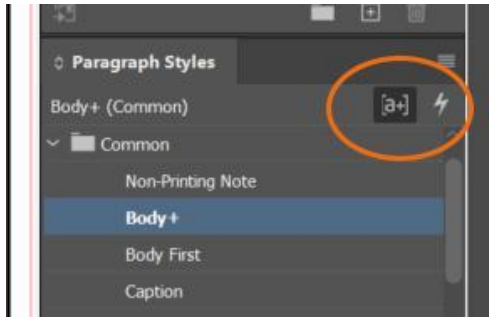 Paragraph Styles
Body+ (Common)
[a+]
Common
Non-Printing Note
Body+
Body First
Caption